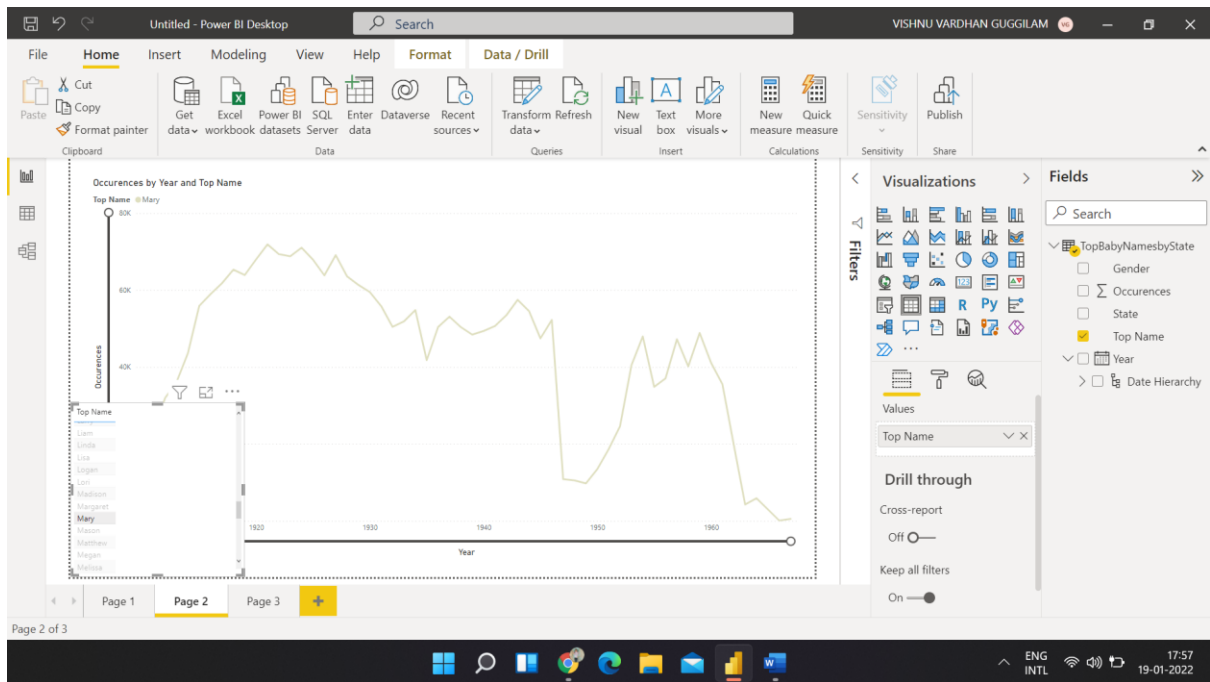 Untitled - Power BI Desktop
Search
VISHNU VARDHAN GUGGILAM
VG
File Home Insert Modeling View Help Format Data / Drill
Paste
Cut
Copy
Format painter
Clipboard
Get data
Excel workbook
Power BI datasets
SQL Server
Enter data
Dataverse
Recent sources
Data
Transform data
Refresh
Queries
New visual
Text box
More visuals
Insert
New measure
Quick measure
Calculations
Sensitivity
Sensitivity
Publish
Share
Occurences by Year and Top Name
Top Name Mary
80K
60K
40K
Occurences
1920 1930 1940 1950 1960
Year
Top Name
Liam
Linda
Lisa
Logan
Lori
Madison
Margaret
Mary
Mason
Matthew
Megan
Melissa
Filters
Visualizations
123
R Py
Values
Top Name
Drill through
Cross-report
Off
Keep all filters
On
Fields
Search
TopBabyNamesbyState
Gender
Occurences
State
Top Name
Year
Date Hierarchy
Page 1 Page 2 Page 3
Page 2 of 3
ENG
INTL
17:57
19-01-2022